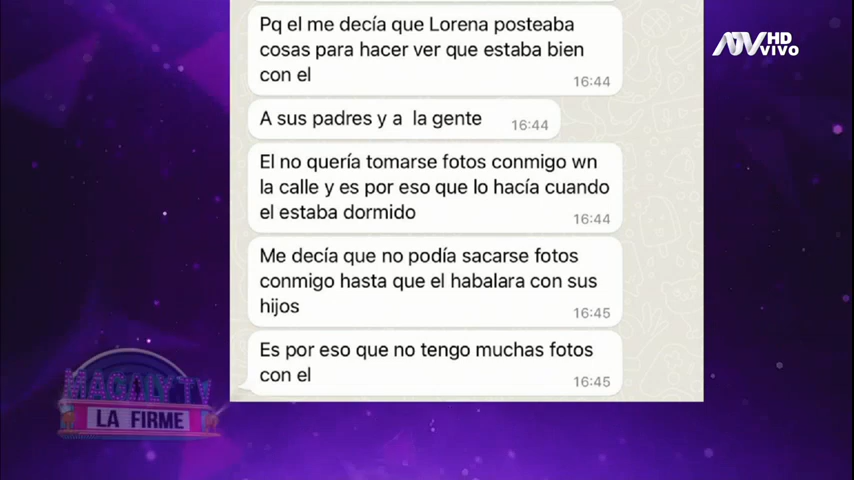 Pq el me decía que Lorena posteaba
cosas para hacer ver que estaba bien
con el
16:44
A sus padres y a la gente
16:44
El no quería tomarse fotos conmigo wn
la calle y es por eso que lo hacía cuando
el estaba dormido
16:44
Me decía que no podía sacarse fotos
conmigo hasta que el habalara con sus
hijos
16:45
Es por eso que no tengo muchas fotos
con el
16:45
ATV HD
VIVO
MAGALY TV
LA FIRME